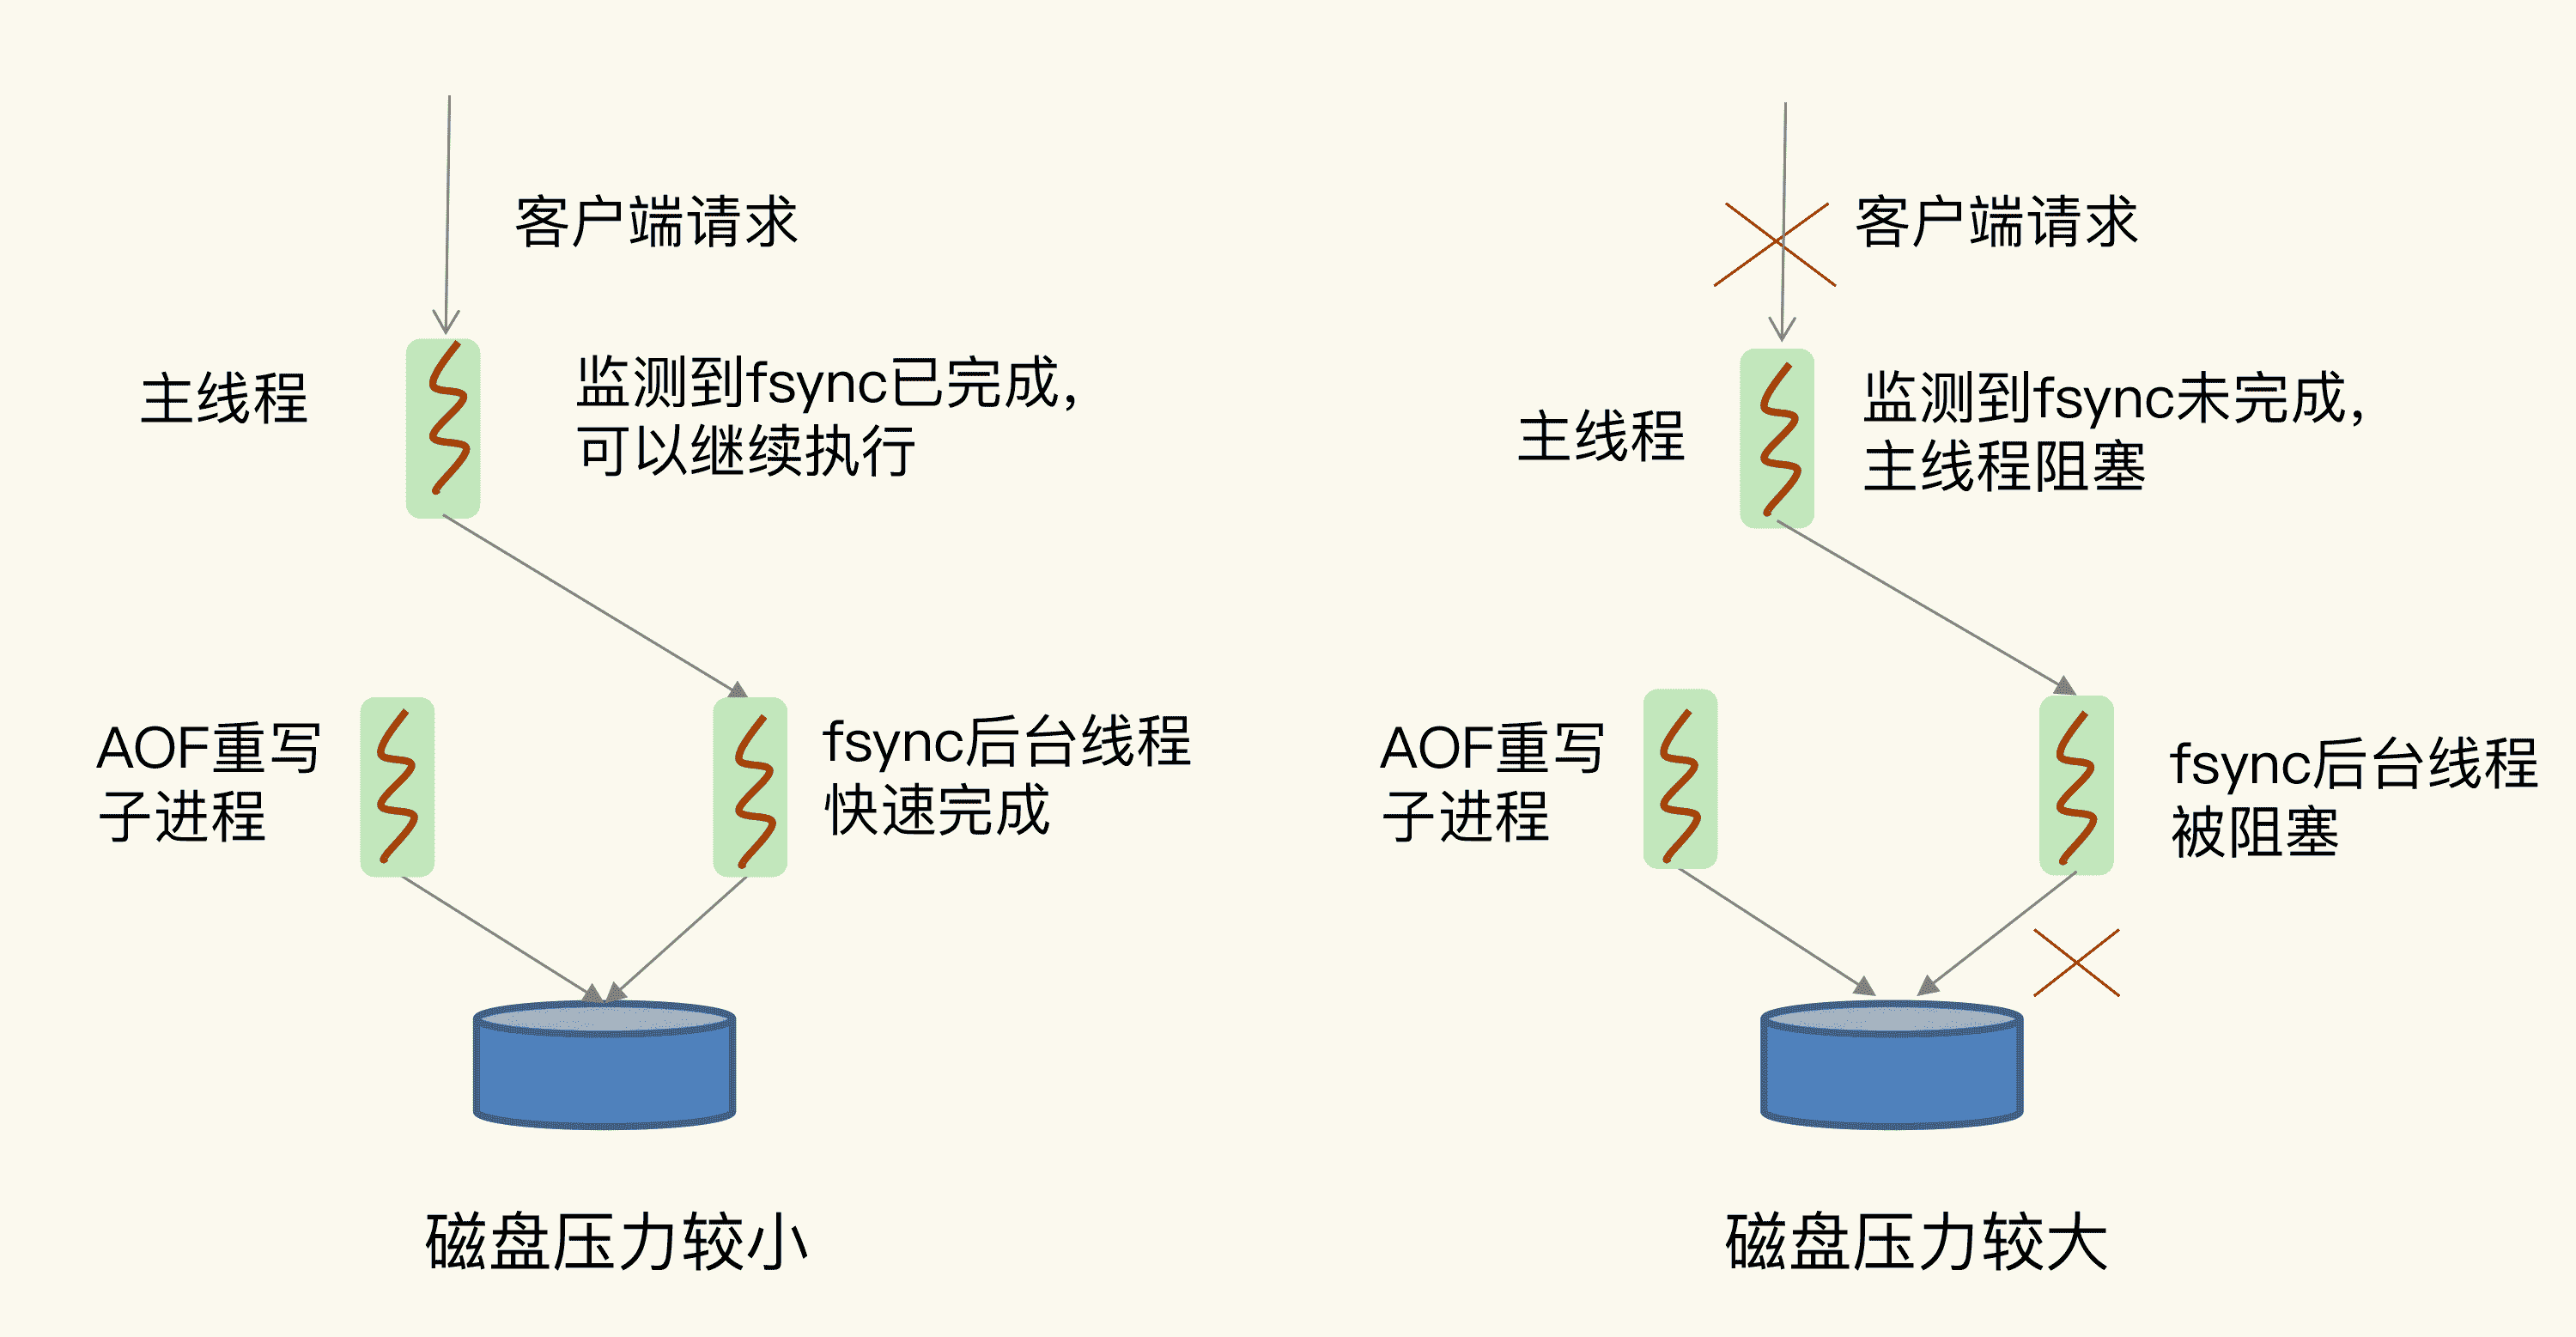 客户端请求
主线程
监测到fsync已完成，
可以继续执行
AOF重写
子进程
fsync后台线程
快速完成
磁盘压力较小
客户端请求
主线程
监测到fsync未完成，
主线程阻塞
AOF重写
子进程
fsync后台线程
被阻塞
磁盘压力较大